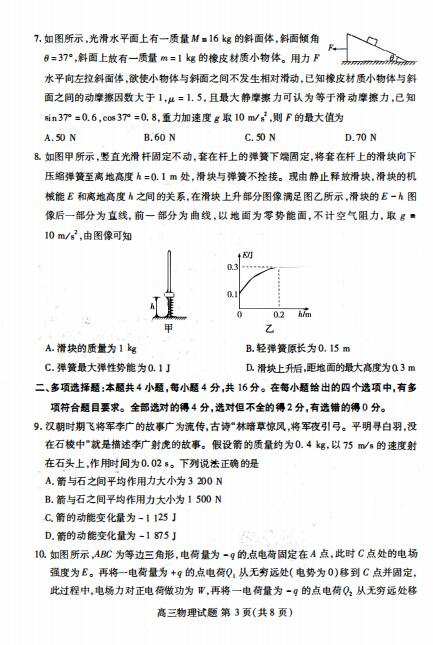 7. 如图所示,光滑水平面上有一质量M=16 kg的斜面体,斜面倾角
θ=37°,斜面上放有一质量m=1 kg的橡皮材质小物体。用力F
F
θ
水平向左拉斜面体,欲使小物体与斜面之间不发生相对滑动,已知橡皮材质小物体与斜
面之间的动摩擦因数大于1,μ=1.5,且最大静摩擦力可认为等于滑动摩擦力,已知
sin37°=0.6,cos37°=0.8,重力加速度g取10 m/s²,则F的最大值为
A.50 N B.60 N C.50 N D.70 N
8. 如图甲所示,竖直光滑杆固定不动,套在杆上的弹簧下端固定,将套在杆上的滑块向下
压缩弹簧至离地高度h=0.1 m处,滑块与弹簧不拴接。现由静止释放滑块,滑块的机
械能E和离地高度h之间的关系,在滑块上升部分图像满足图乙所示,滑块的E-h图
像后一部分为直线,前一部分为曲线,以地面为零势能面,不计空气阻力,取g=
10 m/s²,由图像可知
h
甲
E/J
0.3
0.1
0 0.2 h/m
乙
A.滑块的质量为1 kg B.轻弹簧原长为0.15 m
C.弹簧最大弹性势能为0.1 J D.滑块上升后,距地面的最大高度为0.3 m
二、多项选择题:本题共4小题,每小题4分,共16分。在每小题给出的四个选项中,有多
项符合题目要求。全部选对的得4分,选对但不全的得2分,有选错的得0分。
9. 汉朝时期飞将军李广的故事广为流传,古诗“林暗草惊风,将军夜引弓。平明寻白羽,没
在石棱中”就是描述李广射虎的故事。假设箭的质量约为0.4 kg,以75 m/s的速度射
在石头上,作用时间为0.02 s。下列说法正确的是
A.箭与石之间平均作用力大小为3 200 N
B.箭与石之间平均作用力大小为1 500 N
C.箭的动能变化量为-1 125 J
D.箭的动能变化量为-1 875 J
10. 如图所示,ABC为等边三角形,电荷量为-q的点电荷固定在A点,此时C点处的电场
强度为E。再将一电荷量为+q的点电荷Q₁从无穷远处(电势为0)移到C点并固定,
此过程中,电场力对正电荷做功为W,再将一电荷量为-q的点电荷Q₂从无穷远处移
高三物理试题 第3页(共8页)